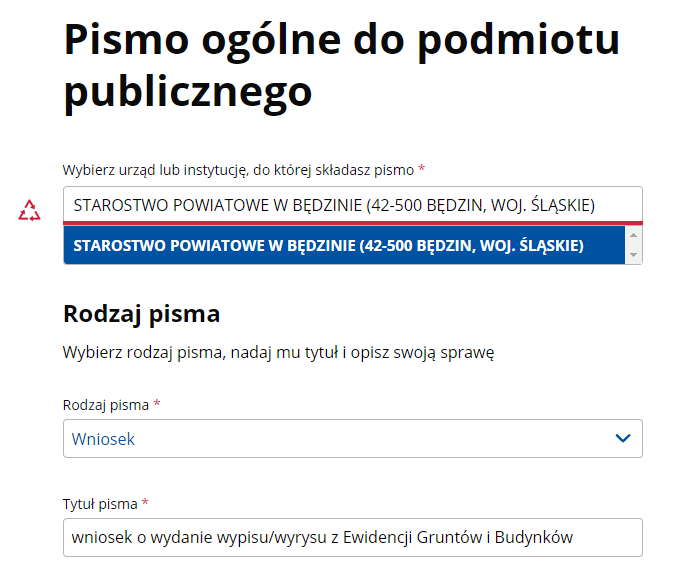 Pismo ogólne do podmiotu
publicznego
Wybierz urząd lub instytucję, do której składasz pismo *
STAROSTWO POWIATOWE W BĘDZINIE (42-500 BĘDZIN, WOJ. ŚLĄSKIE)
STAROSTWO POWIATOWE W BĘDZINIE (42-500 BĘDZIN, WOJ. ŚLĄSKIE)
Rodzaj pisma
Wybierz rodzaj pisma, nadaj mu tytuł i opisz swoją sprawę
Rodzaj pisma *
Wniosek
Tytuł pisma *
wniosek o wydanie wypisu/wyrysu z Ewidencji Gruntów i Budynków